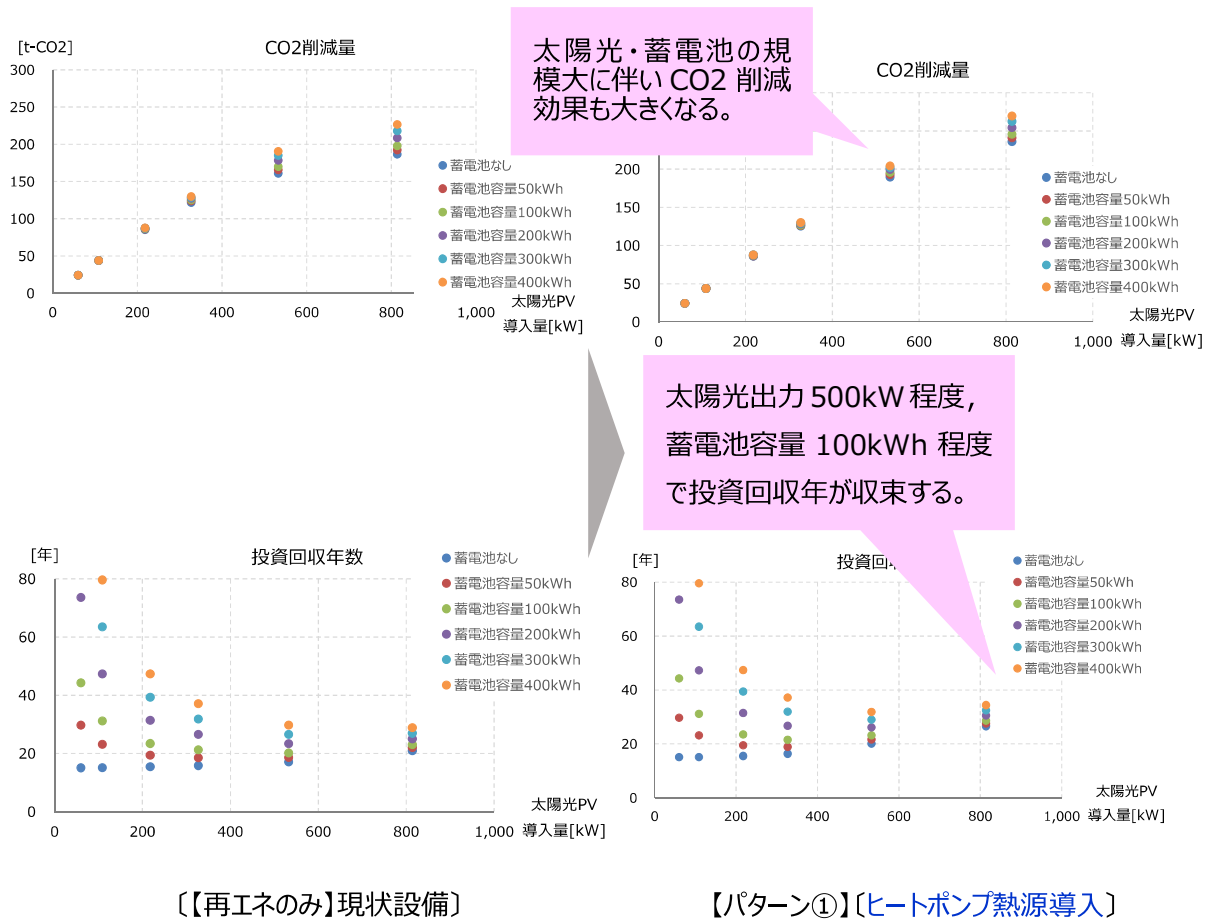 [t-CO2]
CO2削減量
300
250
200
150
100
50
0
0
200
400
600
800
1,000
太陽光PV
導入量[kW]
蓄電池なし
蓄電池容量50kWh
蓄電池容量100kWh
蓄電池容量200kWh
蓄電池容量300kWh
蓄電池容量400kWh
太陽光・蓄電池の規
模大に伴い CO2 削減
効果も大きくなる。
CO2削減量
200
150
100
50
0
0
200
400
600
800
1,000
太陽光PV
導入量[kW]
蓄電池なし
蓄電池容量50kWh
蓄電池容量100kWh
蓄電池容量200kWh
蓄電池容量300kWh
蓄電池容量400kWh
太陽光出力 500kW 程度,
蓄電池容量 100kWh 程度
で投資回収年が収束する。
[年]
投資回収年数
80
60
40
20
0
0
200
400
600
800
1,000
太陽光PV
導入量[kW]
蓄電池なし
蓄電池容量50kWh
蓄電池容量100kWh
蓄電池容量200kWh
蓄電池容量300kWh
蓄電池容量400kWh
[年]
投資回
80
60
40
20
0
0
200
400
600
800
1,000
太陽光PV
導入量[kW]
蓄電池なし
蓄電池容量50kWh
蓄電池容量100kWh
蓄電池容量200kWh
蓄電池容量300kWh
蓄電池容量400kWh
〔【再エネのみ】現状設備〕
【パターン①】〔ヒートポンプ熱源導入〕